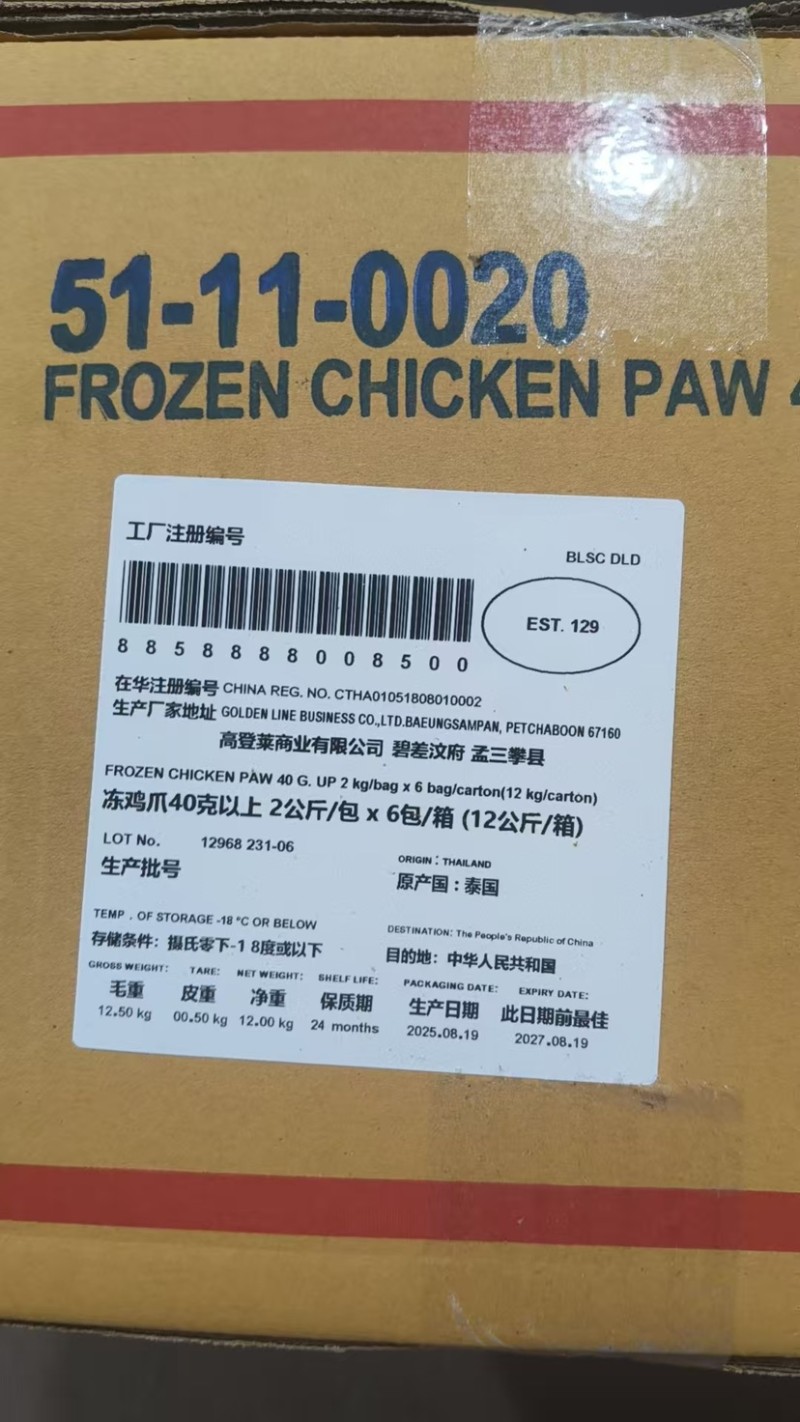 51-11-0020
FROZEN CHICKEN PAW
工厂注册编号
BLSC DLD
EST. 129
8858888008500
在华注册编号 CHINA REG. NO. CTHA01051808010002
生产厂家地址 GOLDEN LINE BUSINESS CO.,LTD.BAEUNGSAMPAN, PETCHABOON 67160
高登莱商业有限公司 碧差汶府 孟三攀县
FROZEN CHICKEN PAW 40 G. UP 2 kg/bag x 6 bag/carton(12 kg/carton)
冻鸡爪40克以上 2公斤/包 x 6包/箱 (12公斤/箱)
LOT No. 12968 231-06
生产批号
ORIGIN : THAILAND
原产国 : 泰国
TEMP . OF STORAGE -18 °C OR BELOW
存储条件: 摄氏零下-1 8度或以下
DESTINATION: The People's Republic of China
目的地: 中华人民共和国
GROSS WEIGHT: TARE: NET WEIGHT: SHELF LIFE: PACKAGING DATE: EXPIRY DATE:
毛重 皮重 净重 保质期 生产日期 此日期前最佳
12.50 kg 00.50 kg 12.00 kg 24 months 2025.08.19 2027.08.19